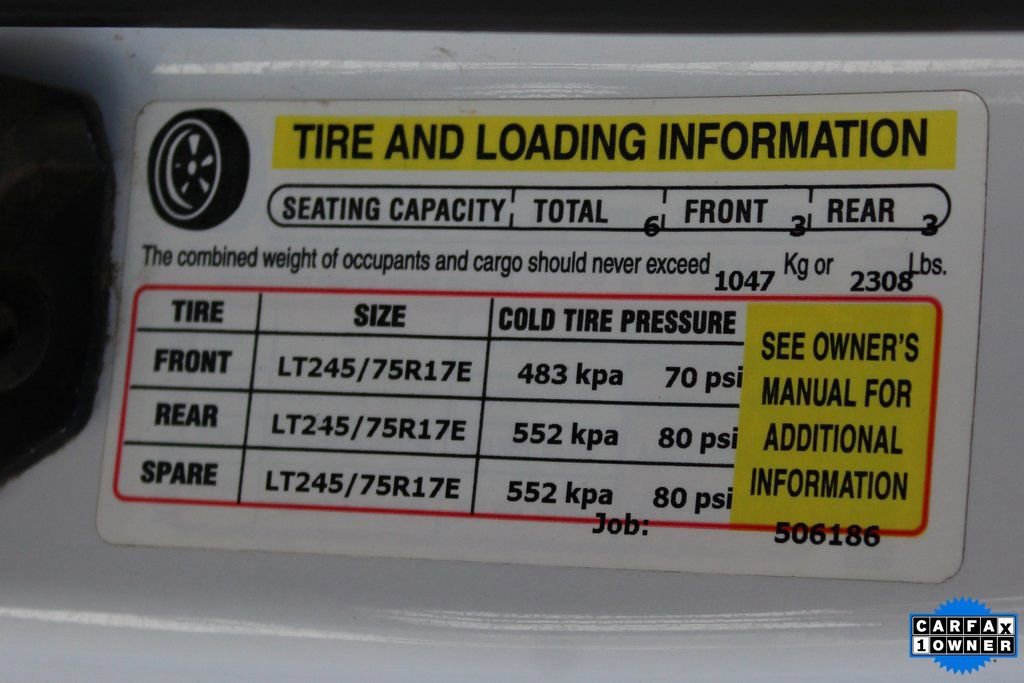 TIRE AND LOADING INFORMATION
SEATING CAPACITY TOTAL 6 FRONT 3 REAR 3
The combined weight of occupants and cargo should never exceed 1047 Kg or 2308 Lbs.
TIRE SIZE COLD TIRE PRESSURE
FRONT LT245/75R17E 483 kpa 70 psi
REAR LT245/75R17E 552 kpa 80 psi
SPARE LT245/75R17E 552 kpa 80 psi
SEE OWNER'S
MANUAL FOR
ADDITIONAL
INFORMATION
Job: 506186
CARFAX
1 OWNER